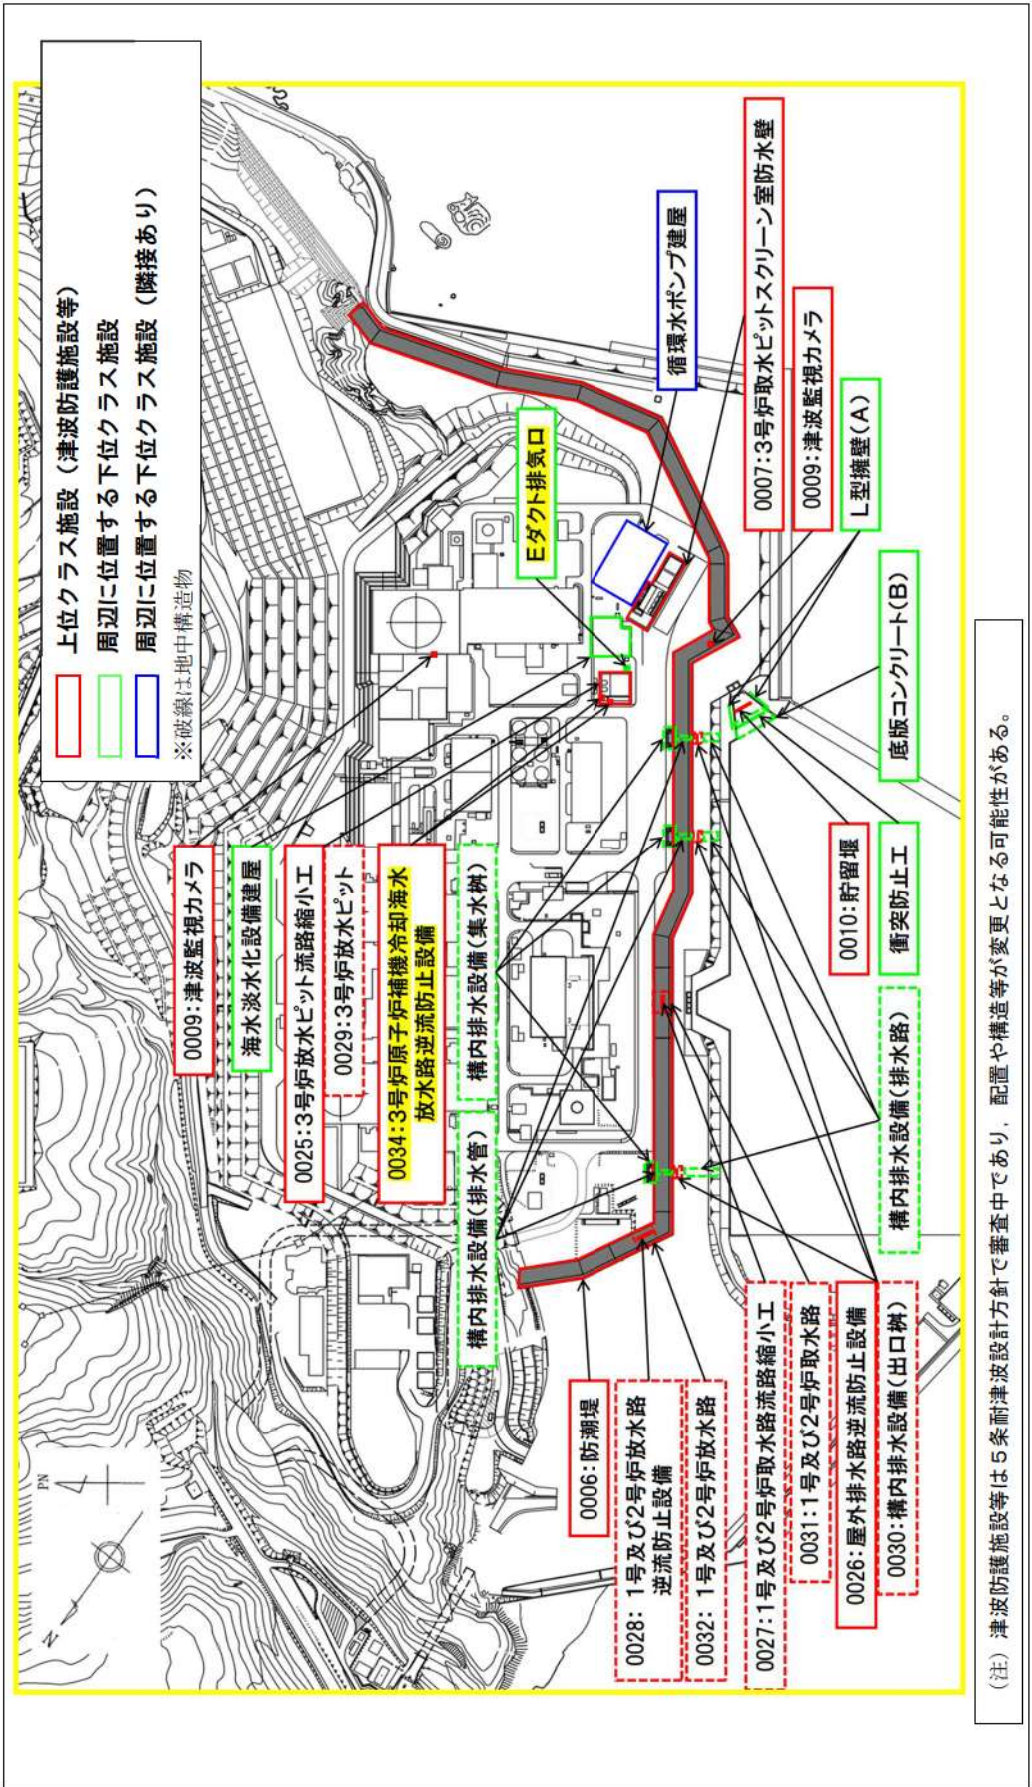 上位クラス施設（津波防護施設等）
周辺に位置する下位クラス施設
周辺に位置する下位クラス施設（隣接あり）
※破線は地中構造物
0009：津波監視カメラ
海水淡水化設備建屋
0025：3号炉放水ピット流路縮小工
0029：3号炉放水ピット
0034：3号炉原子炉補機冷却海水
放水路逆流防止設備
構内排水設備（排水管）
構内排水設備（集水桝）
Eダクト排気口
循環水ポンプ建屋
0007：3号炉取水ピットスクリーン室防水壁
0009：津波監視カメラ
L型擁壁（A）
底版コンクリート（B）
0010：貯留堰
衝突防止工
構内排水設備（排水路）
0006：防潮堤
0028：1号及び2号炉放水路
逆流防止設備
0032：1号及び2号炉放水路
0027：1号及び2号炉取水路流路縮小工
0031：1号及び2号炉取水路
0026：屋外排水路逆流防止設備
0030：構内排水設備（出口桝）
PN
N
（注）津波防護施設等は5条耐津波設計方針で審査中であり，配置や構造等が変更となる可能性がある。